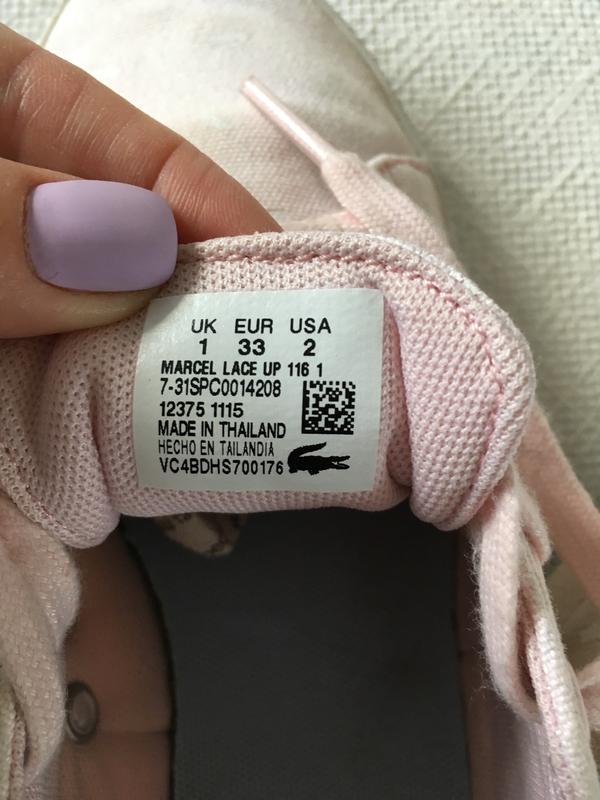 UK EUR USA
1 33 2
MARCEL LACE UP 116 1
7-31SPC0014208
12375 1115
MADE IN THAILAND
HECHO EN TAILANDIA
VC4BDHS700176